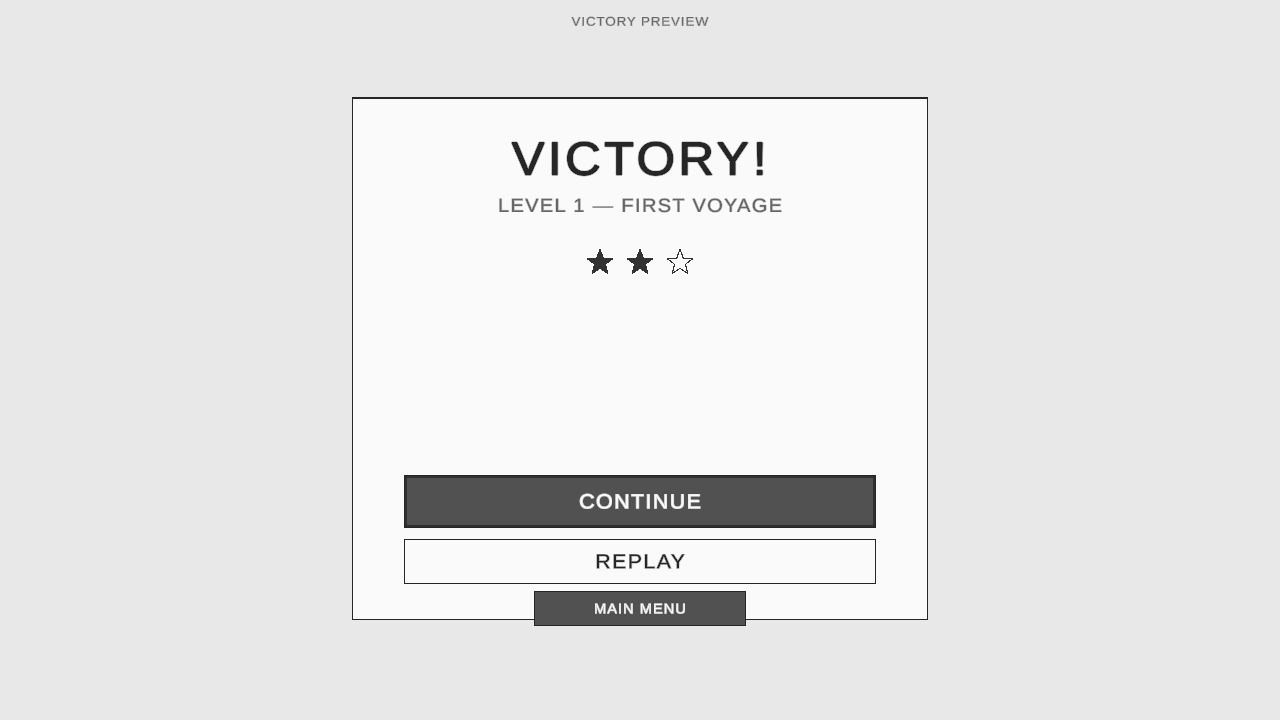 VICTORY PREVIEW
VICTORY!
LEVEL 1 — FIRST VOYAGE
CONTINUE
REPLAY
MAIN MENU